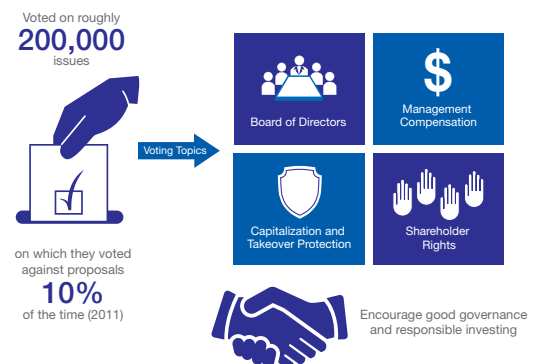 Voted on roughly
200,000
issues
Voting Topics
Board of Directors
$
Management
Compensation
Capitalization and
Takeover Protection
Shareholder
Rights
on which they voted
against proposals
10%
of the time (2011)
Encourage good governance
and responsible investing